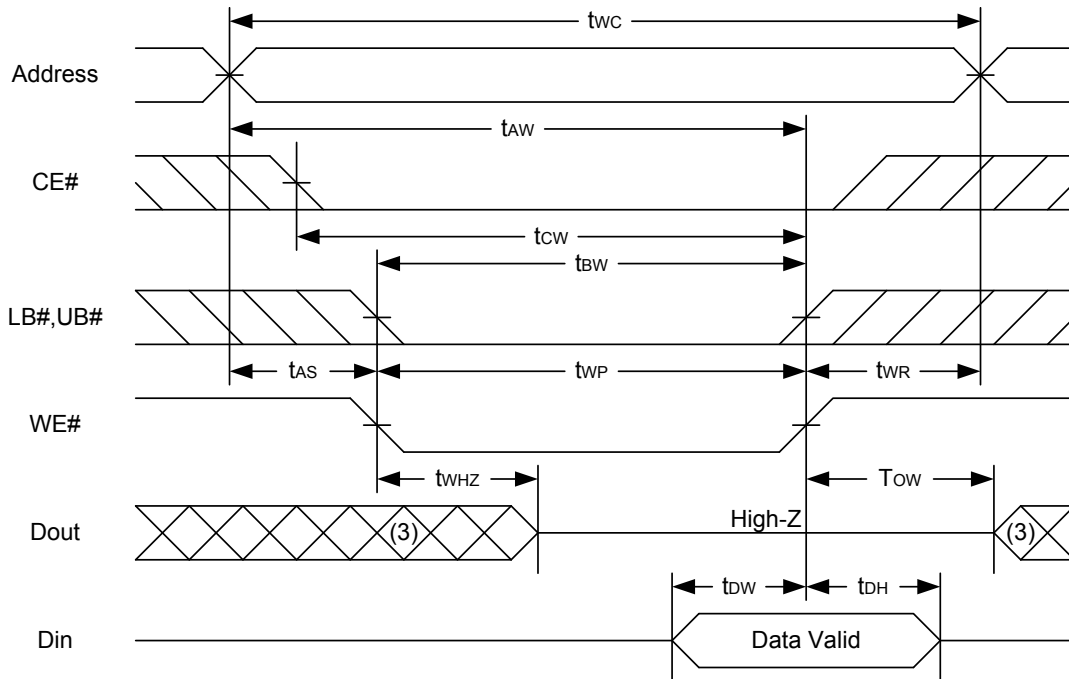 tWC
Address
tAW
CE#
tCW
tBW
LB#,UB#
tAS tWP tWR
WE#
tWHZ TOW
High-Z
Dout (3) (3)
tDW tDH
Din Data Valid